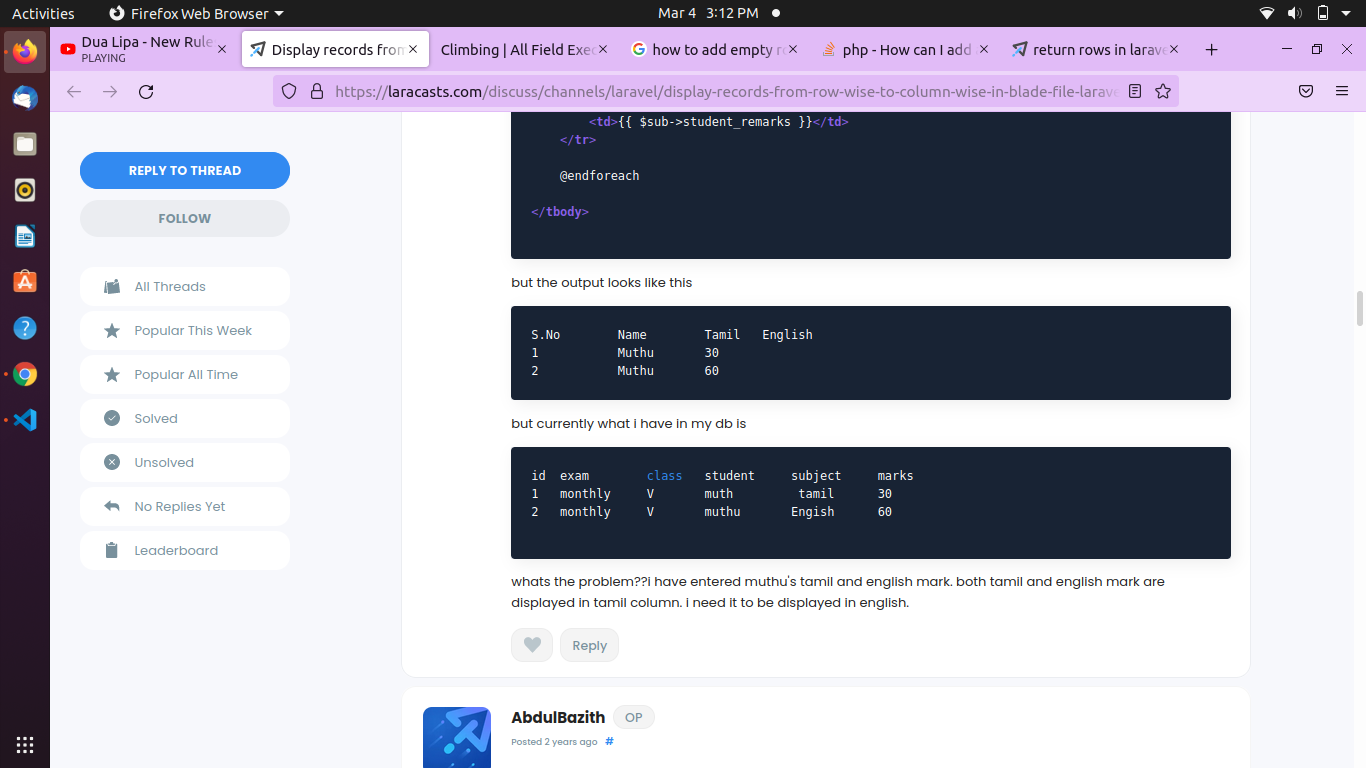 Activities
Firefox Web Browser
Mar 4 3:12 PM
Dua Lipa - New Rule
PLAYING
Display records from
Climbing | All Field Exec
how to add empty r
php - How can I add
return rows in larave
https://laracasts.com/discuss/channels/laravel/display-records-from-row-wise-to-column-wise-in-blade-file-larave
REPLY TO THREAD
FOLLOW
All Threads
Popular This Week
Popular All Time
Solved
Unsolved
No Replies Yet
Leaderboard
<td>{{ $sub->student_remarks }}</td>
</tr>
@endforeach
</tbody>
but the output looks like this
S.No Name Tamil English
1 Muthu 30
2 Muthu 60
but currently what i have in my db is
id exam class student subject marks
1 monthly V muth tamil 30
2 monthly V muthu Engish 60
whats the problem??i have entered muthu's tamil and english mark. both tamil and english mark are
displayed in tamil column. i need it to be displayed in english.
Reply
AbdulBazith OP
Posted 2 years ago #